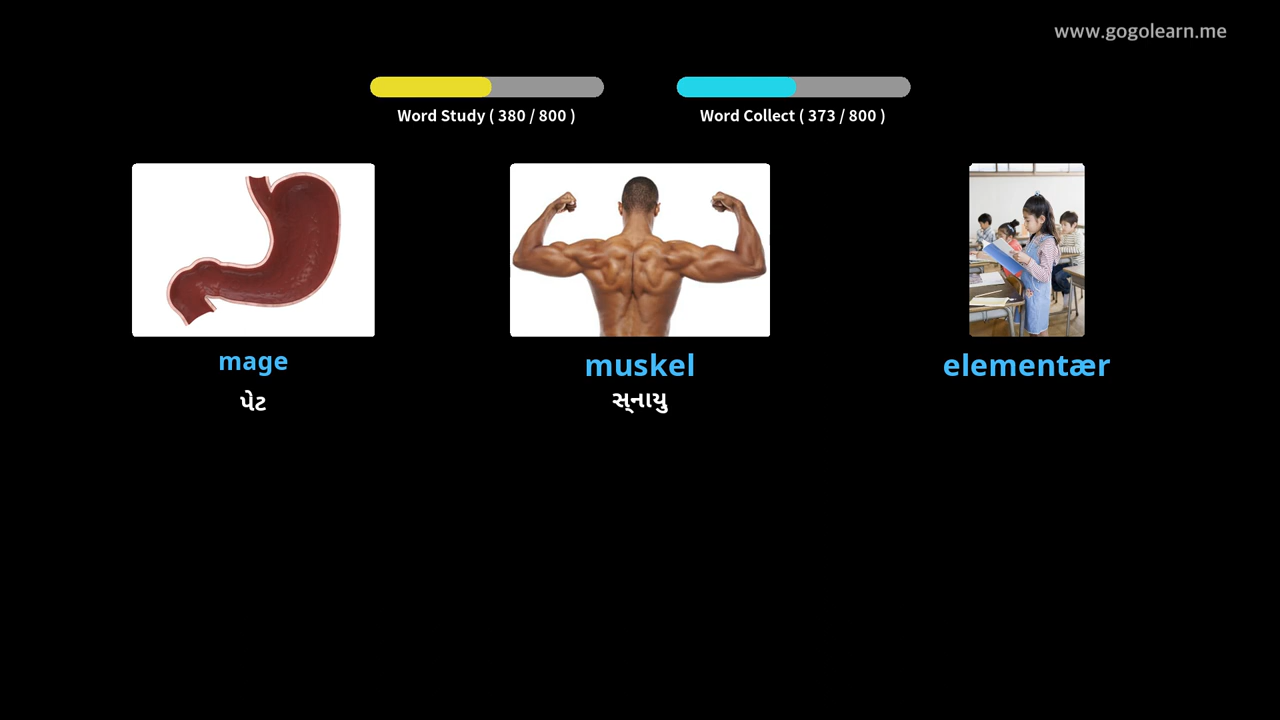 www.gogolearn.me
Word Study ( 380 / 800 )
Word Collect ( 373 / 800 )
mage
પેટ
muskel
સ્નાયુ
elementær